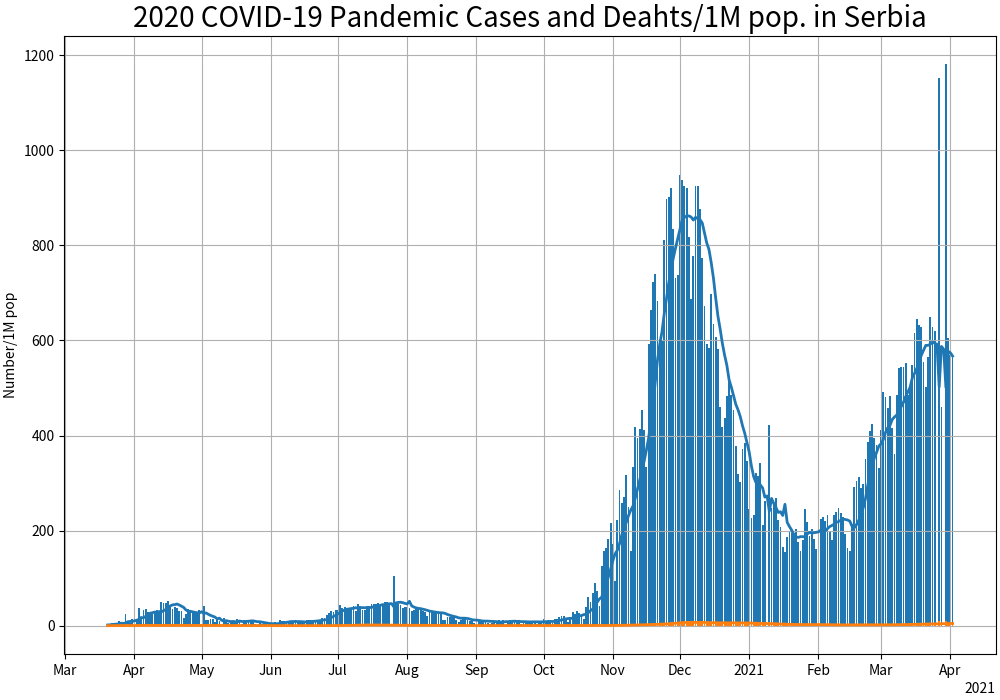 2020 COVID-19 Pandemic Cases and Deahts/1M pop. in Serbia
Number/1M pop
1200
1000
800
600
400
200
0
Mar Apr May Jun Jul Aug Sep Oct Nov Dec 2021 Feb Mar Apr
2021